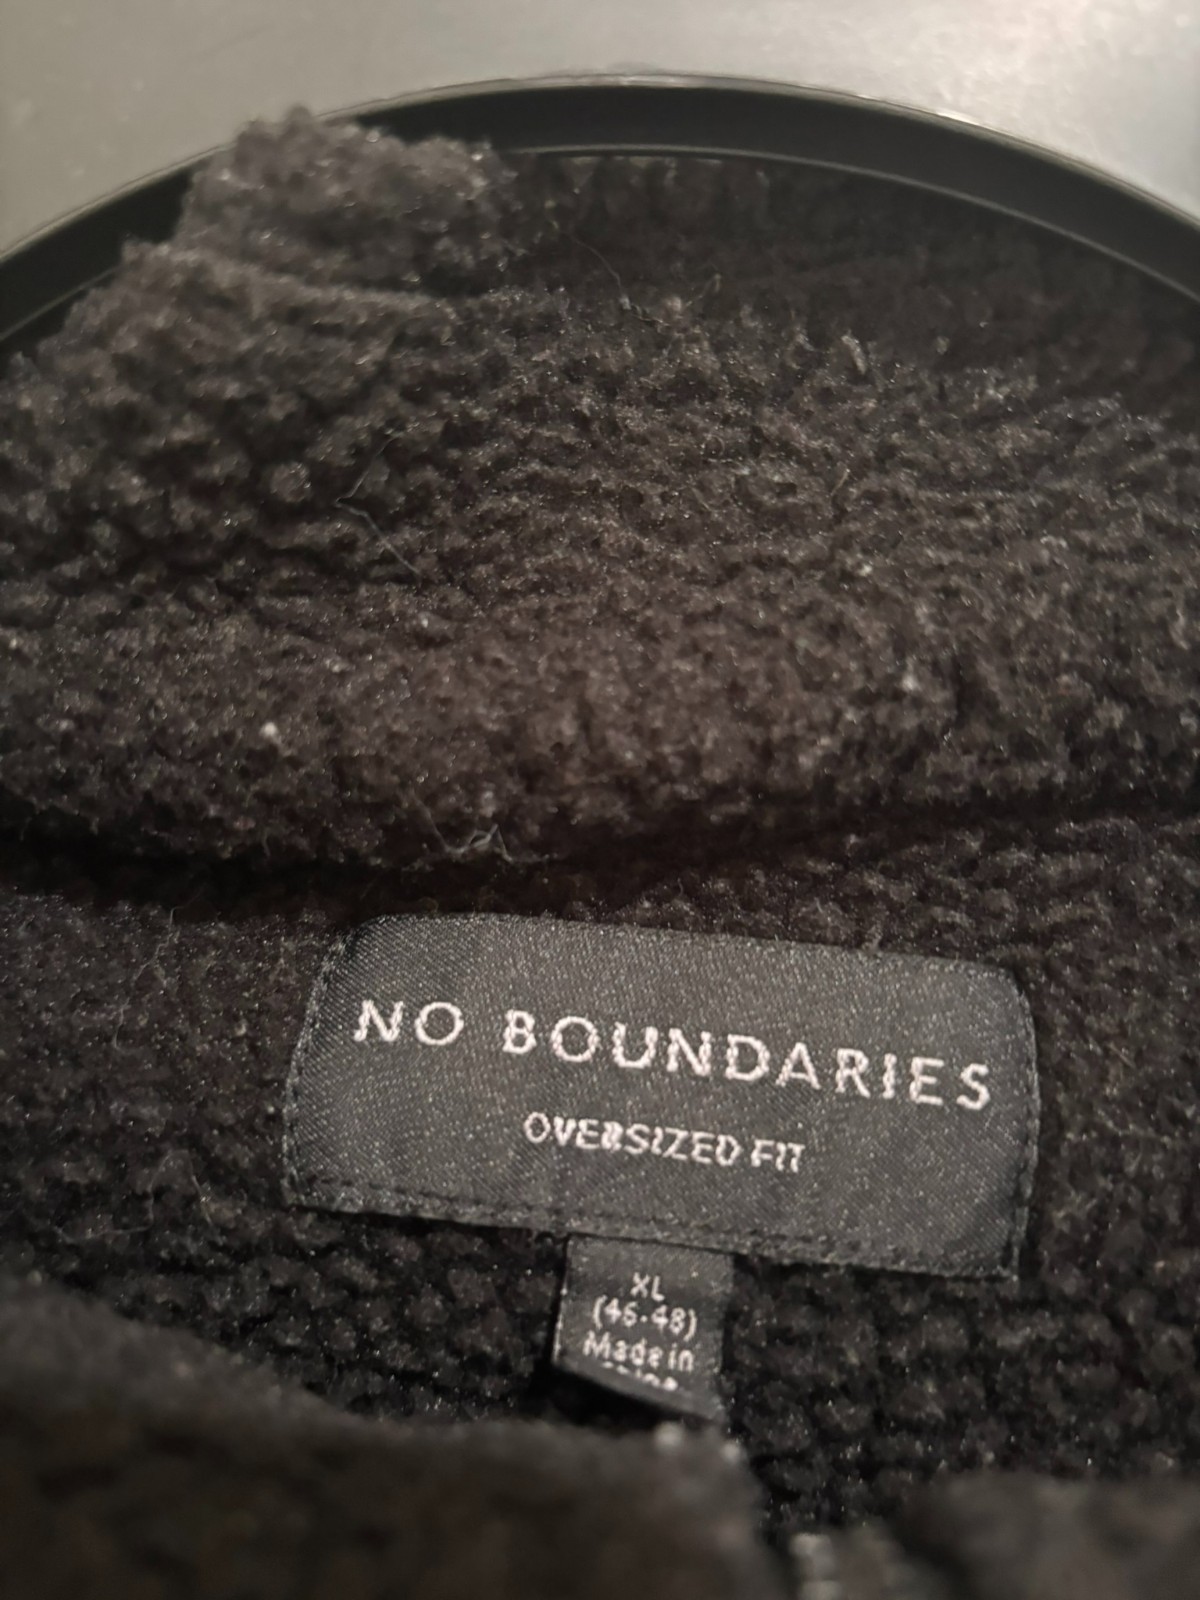 NO BOUNDARIES
OVERSIZED FIT
XL
(46-48)
Made in